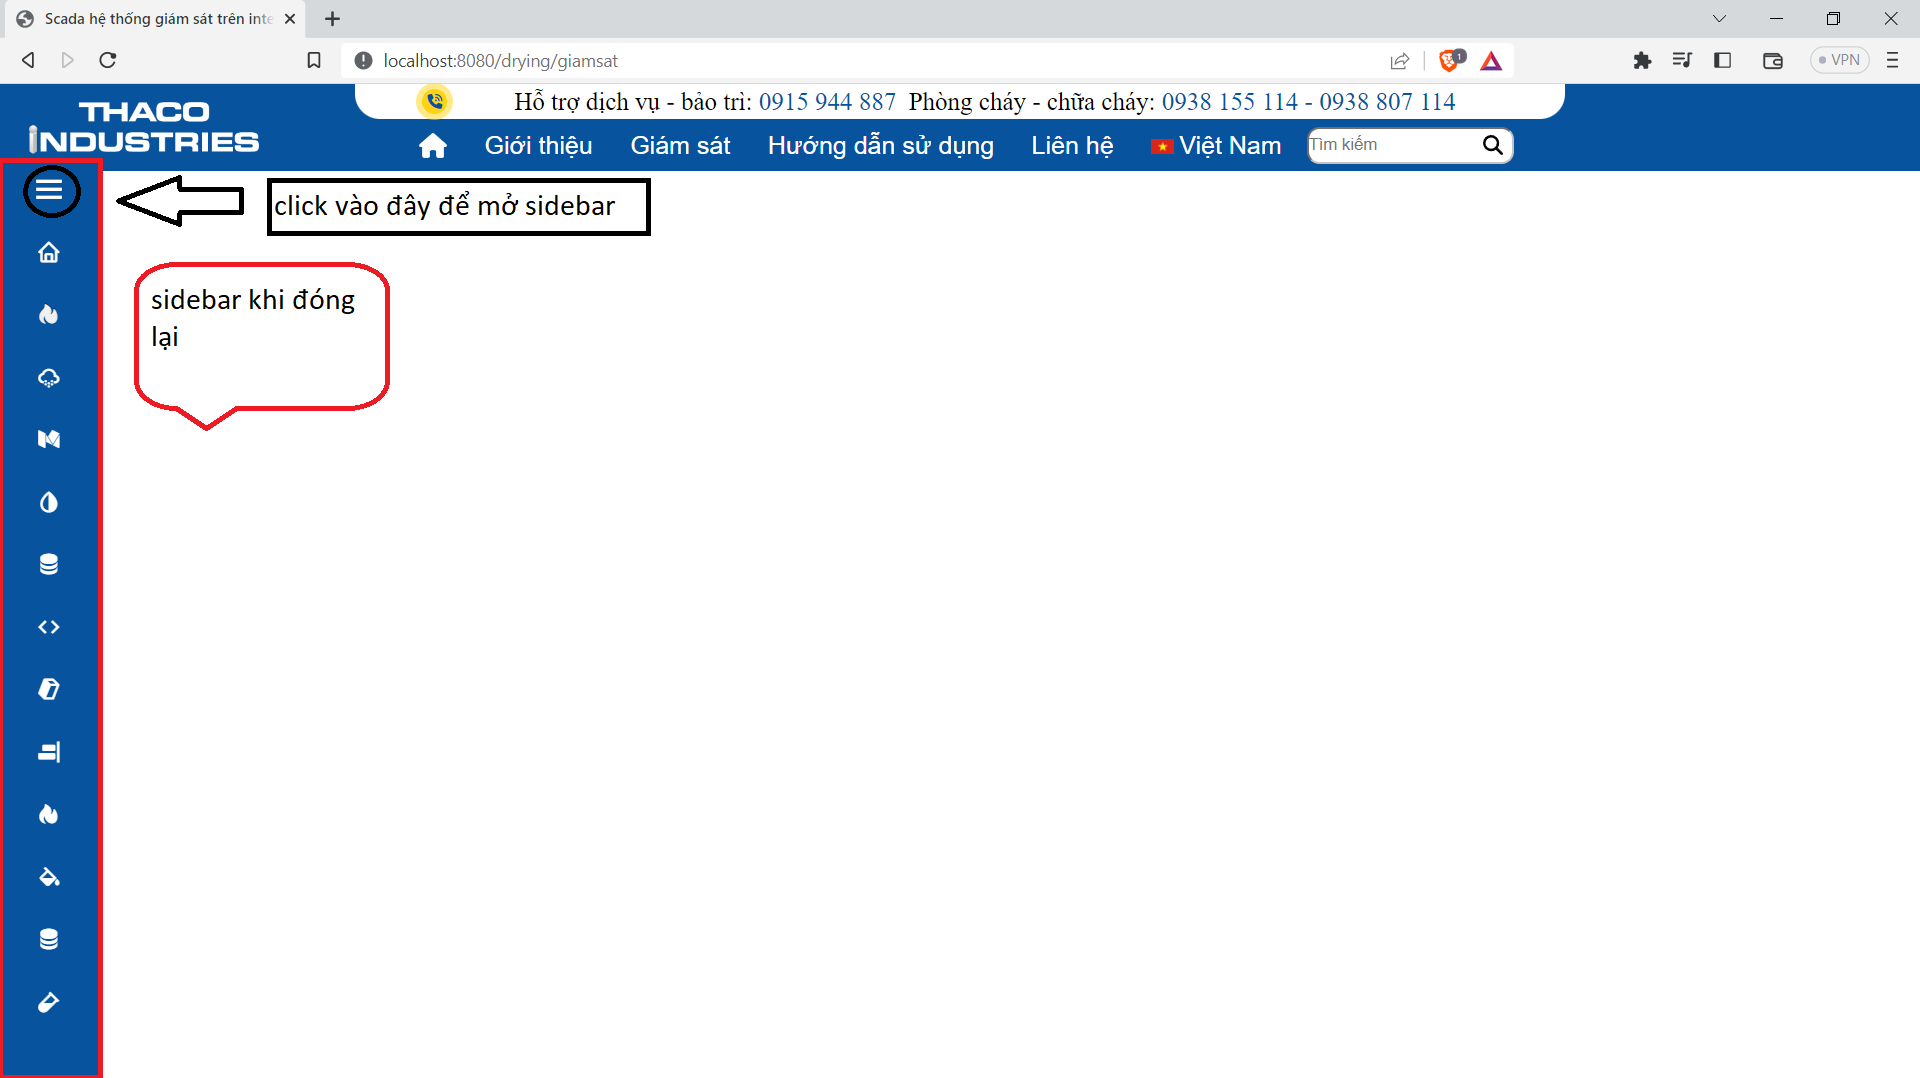 Scada hệ thống giám sát trên inte
localhost:8080/drying/giamsat
1
VPN
THACO
INDUSTRIES
Hỗ trợ dịch vụ - bảo trì: 0915 944 887 Phòng cháy - chữa cháy: 0938 155 114 - 0938 807 114
Giới thiệu Giám sát Hướng dẫn sử dụng Liên hệ Việt Nam Tìm kiếm
click vào đây để mở sidebar
sidebar khi đóng
lại